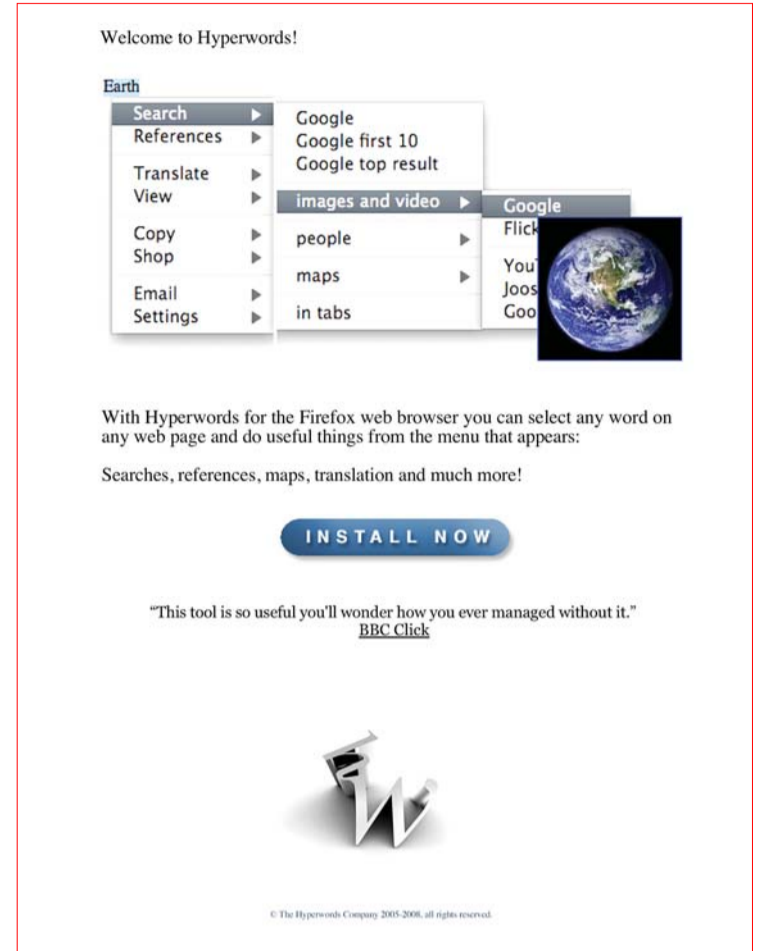 Welcome to Hyperwords!
Earth
Search
References
Translate
View
Copy
Shop
Email
Settings
Google
Google first 10
Google top result
images and video
people
maps
in tabs
Google
With Hyperwords for the Firefox web browser you can select any word on
any web page and do useful things from the menu that appears:
Searches, references, maps, translation and much more!
INSTALL NOW
“This tool is so useful you'll wonder how you ever managed without it.”
BBC Click
© The Hyperwords Company 2005-2008, all rights reserved.